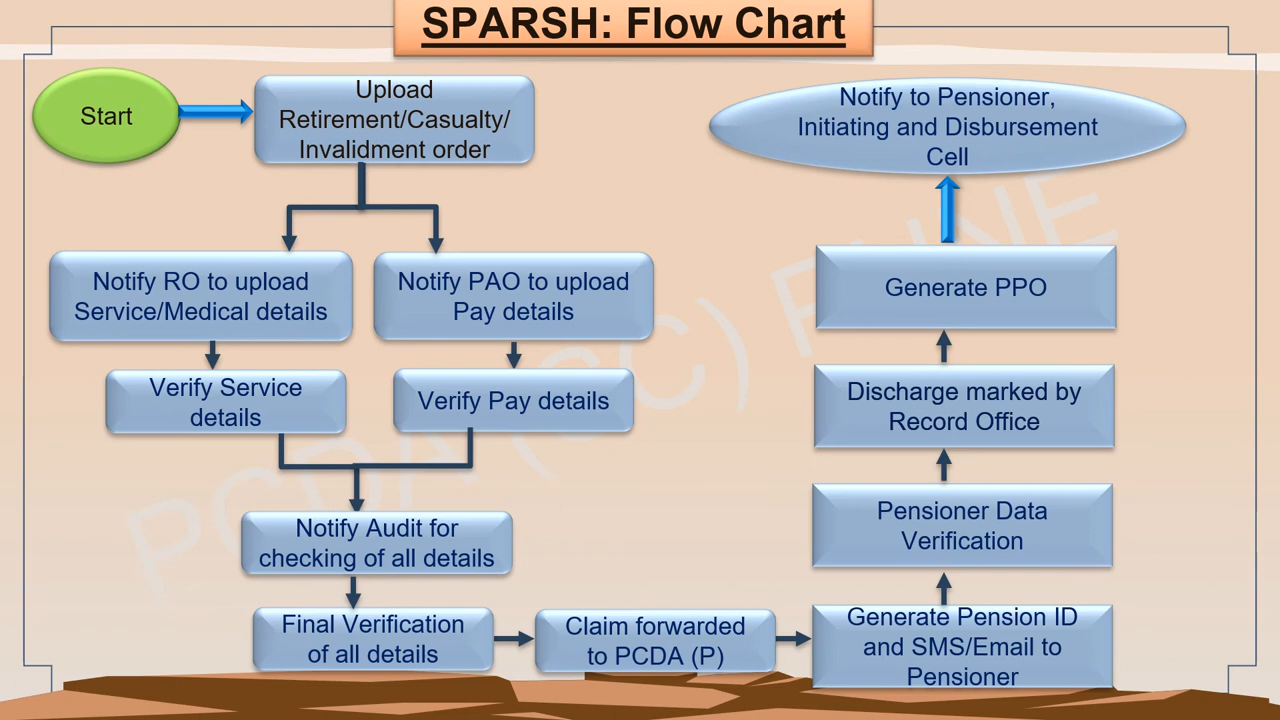 SPARSH: Flow Chart
Start
Upload
Retirement/Casualty/
Invalidment order
Notify RO to upload
Service/Medical details
Notify PAO to upload
Pay details
Verify Service
details
Verify Pay details
Notify Audit for
checking of all details
Final Verification
of all details
Claim forwarded
to PCDA (P)
Generate Pension ID
and SMS/Email to
Pensioner
Pensioner Data
Verification
Discharge marked by
Record Office
Generate PPO
Notify to Pensioner,
Initiating and Disbursement
Cell
PCDA (SC) PUNE